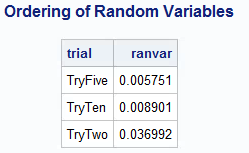 Ordering of Random Variables
trial ranvar
TryFive 0.005751
TryTen 0.008901
TryTwo 0.036992